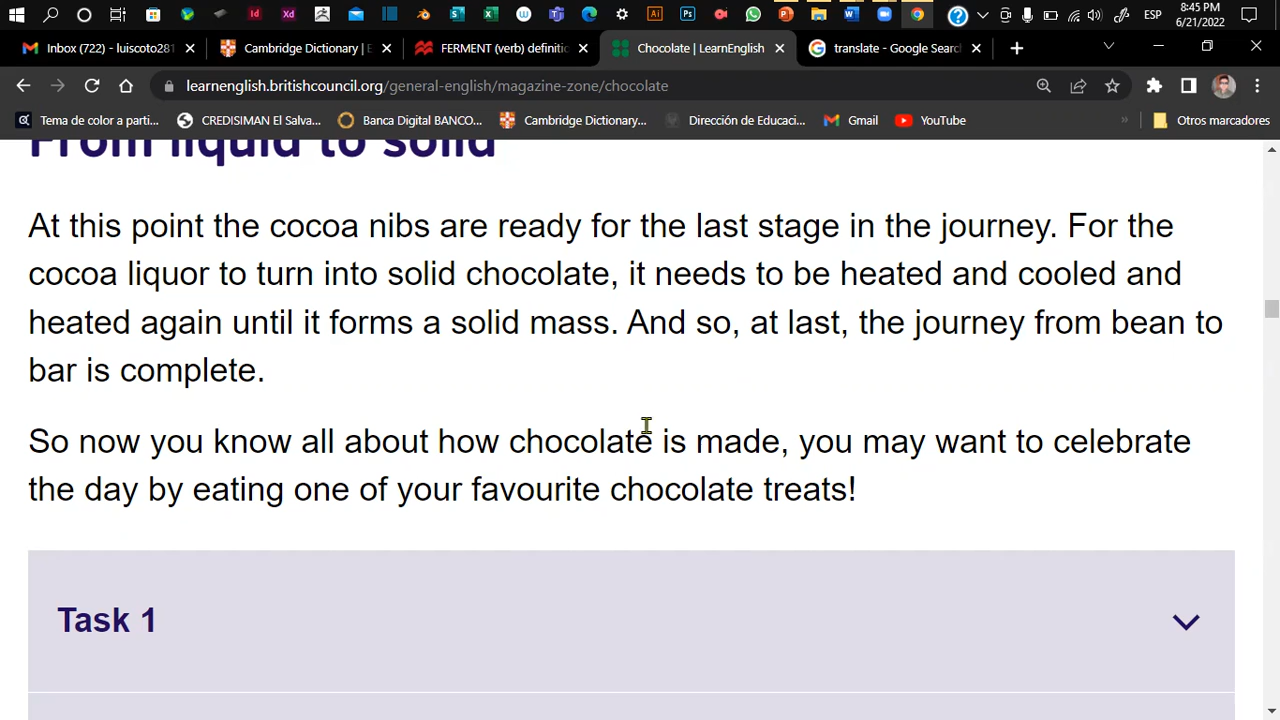 8:45 PM
ESP
6/21/2022
Inbox (722) - luiscoto281
Cambridge Dictionary | E
FERMENT (verb) definitic
Chocolate | LearnEnglish
translate - Google Search
learnenglish.britishcouncil.org/general-english/magazine-zone/chocolate
Tema de color a parti...
CREDISIMAN El Salva...
Banca Digital BANCO...
Cambridge Dictionary...
Dirección de Educaci...
Gmail
YouTube
Otros marcadores
From liquid to solid
At this point the cocoa nibs are ready for the last stage in the journey. For the
cocoa liquor to turn into solid chocolate, it needs to be heated and cooled and
heated again until it forms a solid mass. And so, at last, the journey from bean to
bar is complete.
So now you know all about how chocolate is made, you may want to celebrate
the day by eating one of your favourite chocolate treats!
Task 1